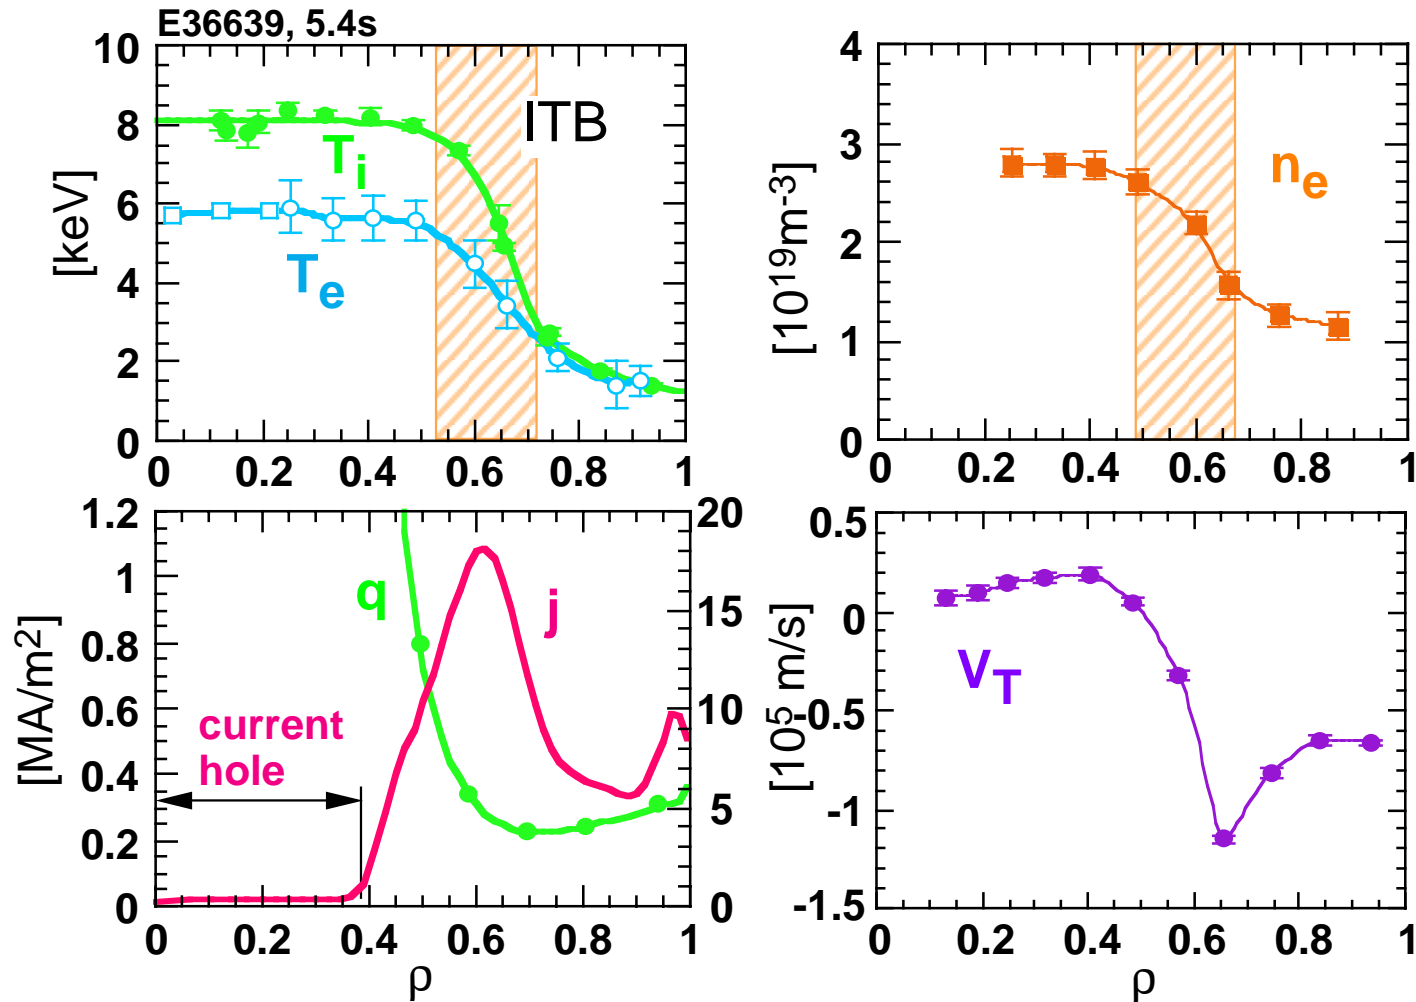 E36639, 5.4s
10
8
6
4
2
0
[keV]
Ti
Te
ITB
0 0.2 0.4 0.6 0.8 1
4
3
2
1
0
[10¹⁹m⁻³]
ne
0 0.2 0.4 0.6 0.8 1
1.2
1
0.8
0.6
0.4
0.2
0
[MA/m²]
q
j
current
hole
20
15
10
5
0
0 0.2 0.4 0.6 0.8 1
ρ
0.5
0
-0.5
-1
-1.5
[10⁵ m/s]
VT
0 0.2 0.4 0.6 0.8 1
ρ